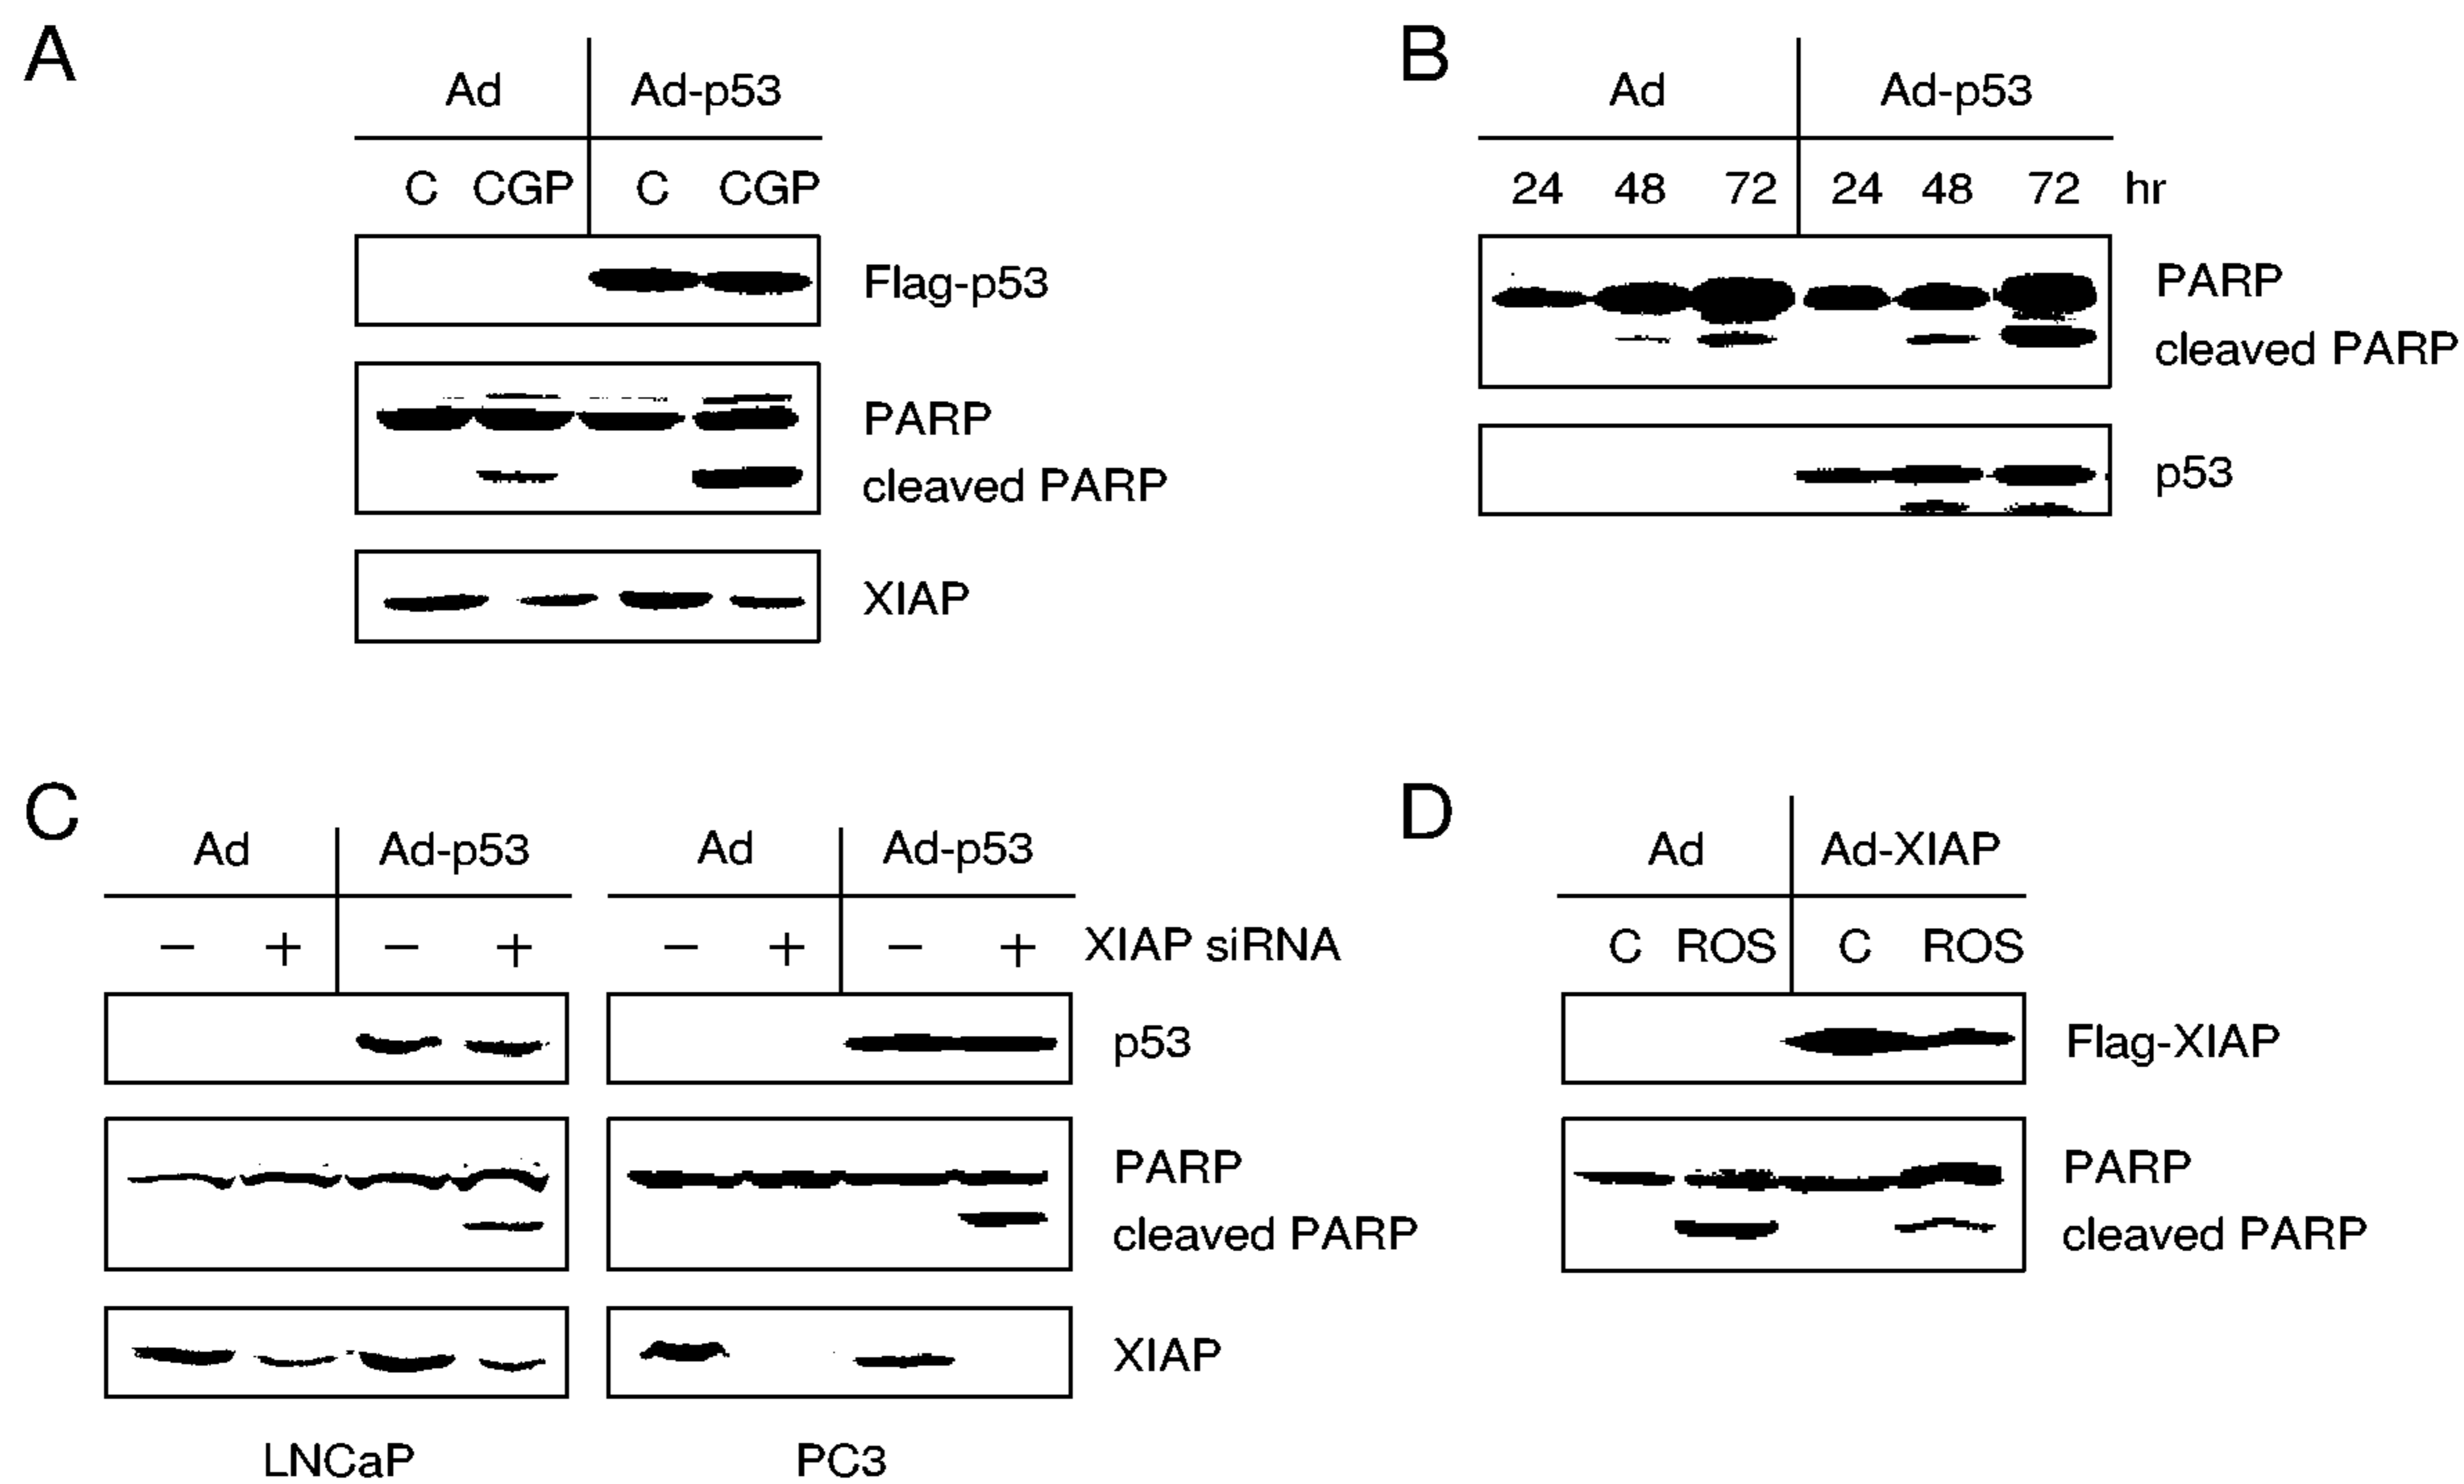 A
Ad Ad-p53
C CGP C CGP
Flag-p53
PARP
cleaved PARP
XIAP
B
Ad Ad-p53
24 48 72 24 48 72 hr
PARP
cleaved PARP
p53
C
Ad Ad-p53 Ad Ad-p53
− + − + − + − + XIAP siRNA
p53
PARP
cleaved PARP
XIAP
LNCaP PC3
D
Ad Ad-XIAP
C ROS C ROS
Flag-XIAP
PARP
cleaved PARP